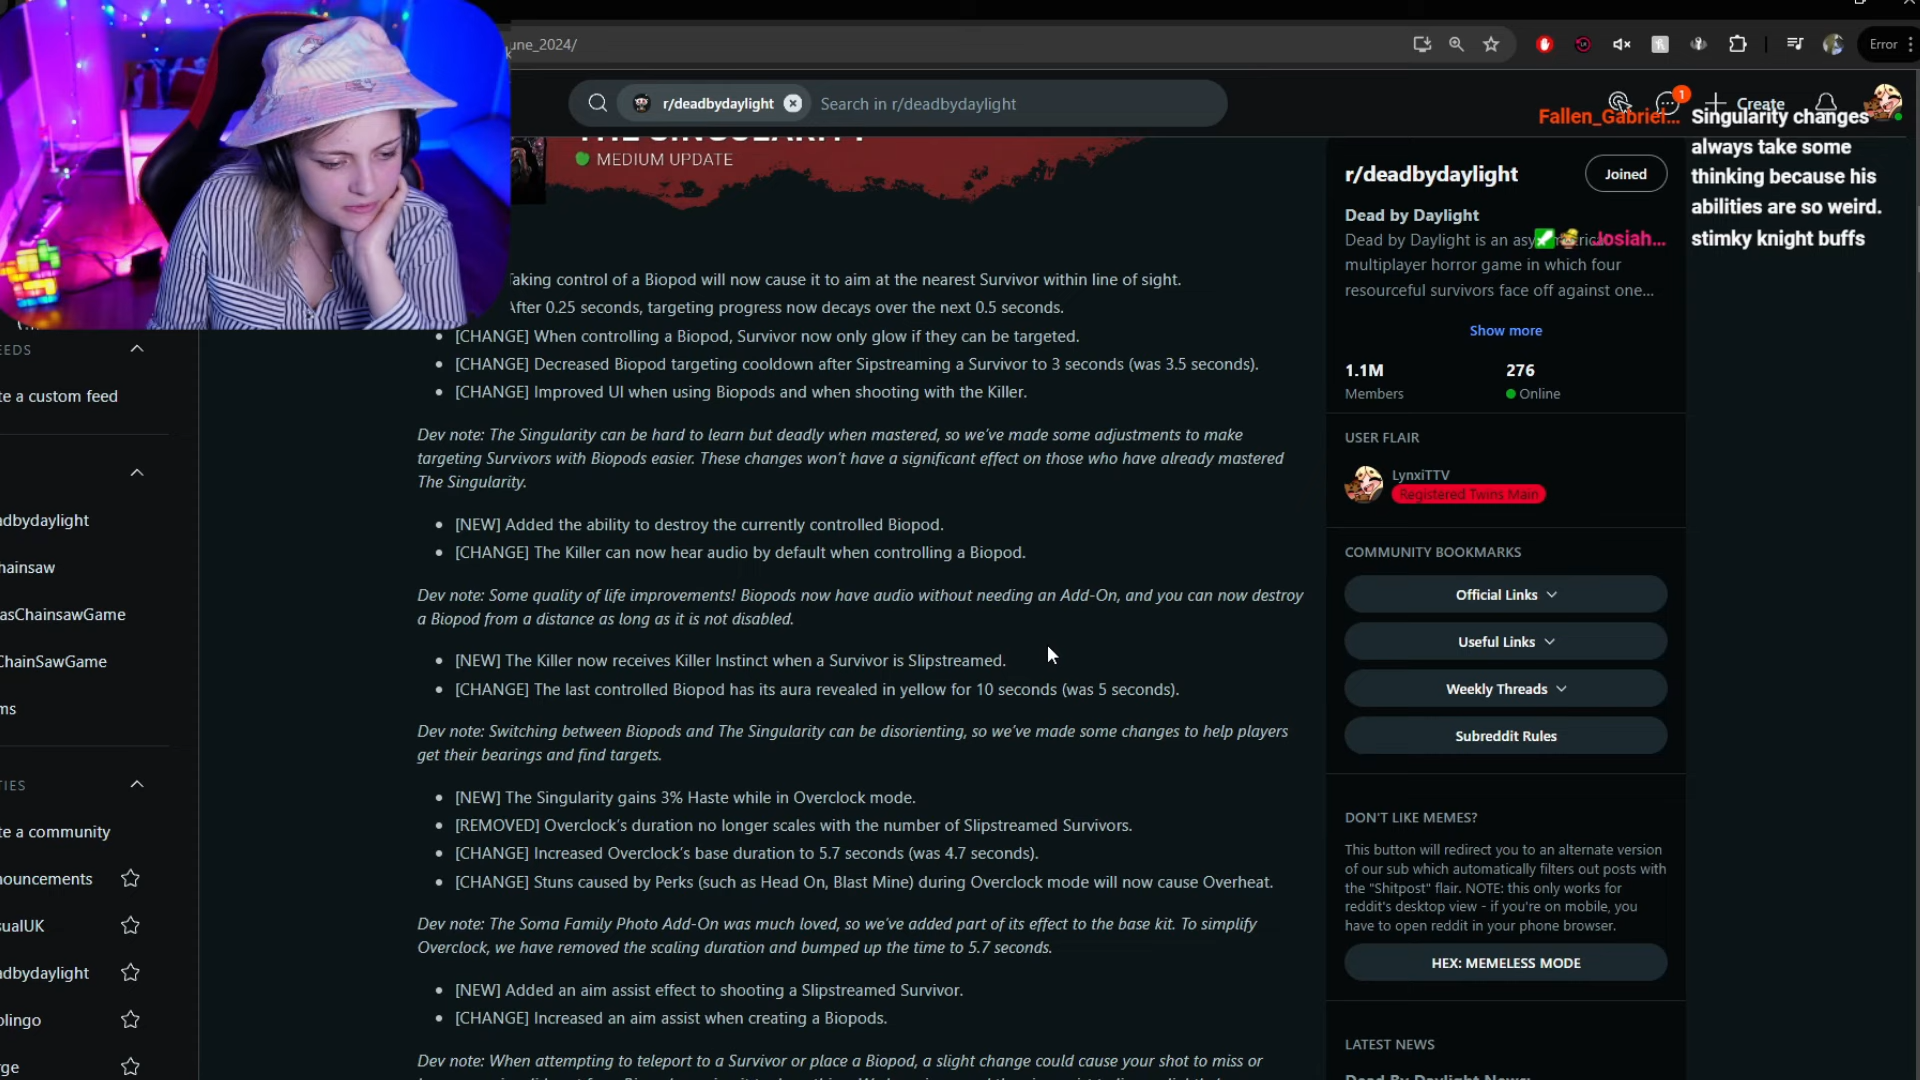 une_2024/
Error
r/deadbydaylight
Search in r/deadbydaylight
1
Create
MEDIUM UPDATE
Taking control of a Biopod will now cause it to aim at the nearest Survivor within line of sight.
After 0.25 seconds, targeting progress now decays over the next 0.5 seconds.
[CHANGE] When controlling a Biopod, Survivor now only glow if they can be targeted.
[CHANGE] Decreased Biopod targeting cooldown after Sipstreaming a Survivor to 3 seconds (was 3.5 seconds).
[CHANGE] Improved UI when using Biopods and when shooting with the Killer.
Dev note: The Singularity can be hard to learn but deadly when mastered, so we've made some adjustments to make
targeting Survivors with Biopods easier. These changes won't have a significant effect on those who have already mastered
The Singularity.
[NEW] Added the ability to destroy the currently controlled Biopod.
[CHANGE] The Killer can now hear audio by default when controlling a Biopod.
Dev note: Some quality of life improvements! Biopods now have audio without needing an Add-On, and you can now destroy
a Biopod from a distance as long as it is not disabled.
[NEW] The Killer now receives Killer Instinct when a Survivor is Slipstreamed.
[CHANGE] The last controlled Biopod has its aura revealed in yellow for 10 seconds (was 5 seconds).
Dev note: Switching between Biopods and The Singularity can be disorienting, so we've made some changes to help players
get their bearings and find targets.
[NEW] The Singularity gains 3% Haste while in Overclock mode.
[REMOVED] Overclock's duration no longer scales with the number of Slipstreamed Survivors.
[CHANGE] Increased Overclock's base duration to 5.7 seconds (was 4.7 seconds).
[CHANGE] Stuns caused by Perks (such as Head On, Blast Mine) during Overclock mode will now cause Overheat.
Dev note: The Soma Family Photo Add-On was much loved, so we've added part of its effect to the base kit. To simplify
Overclock, we have removed the scaling duration and bumped up the time to 5.7 seconds.
[NEW] Added an aim assist effect to shooting a Slipstreamed Survivor.
[CHANGE] Increased an aim assist when creating a Biopods.
Dev note: When attempting to teleport to a Survivor or place a Biopod, a slight change could cause your shot to miss or
EEDS
te a custom feed
adbydaylight
hainsaw
asChainsawGame
ChainSawGame
ms
TIES
te a community
nouncements
sualUK
adbydaylight
olingo
rge
r/deadbydaylight
Joined
Dead by Daylight
Dead by Daylight is an
multiplayer horror game in which four
resourceful survivors face off against one...
Show more
1.1M
276
Members
Online
USER FLAIR
LynxiTTV
Registered Twins Main
COMMUNITY BOOKMARKS
Official Links
Useful Links
Weekly Threads
Subreddit Rules
DON'T LIKE MEMES?
This button will redirect you to an alternate version
of our sub which automatically filters out posts with
the "Shitpost" flair. NOTE: this only works for
reddit's desktop view - if you're on mobile, you
have to open reddit in your phone browser.
HEX: MEMELESS MODE
LATEST NEWS
Fallen_Gabriel... Singularity changes
always take some
thinking because his
abilities are so weird.
Josiah... stimky knight buffs